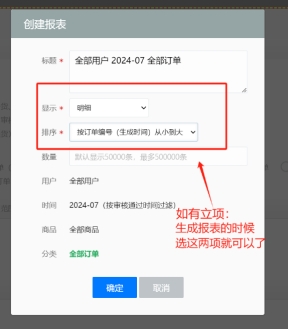 创建报表
标题 * 全部用户 2024-07 全部订单
显示 * 明细
排序 * 按订单编号（生成时间）从小到大
数量 默认显示50000条，最多500000条
用户 全部用户
时间 2024-07（按审核通过时间过滤）
商品 全部商品
分类 全部订单
如有立项：
生成报表的时候
选这两项就可以了
确定 取消